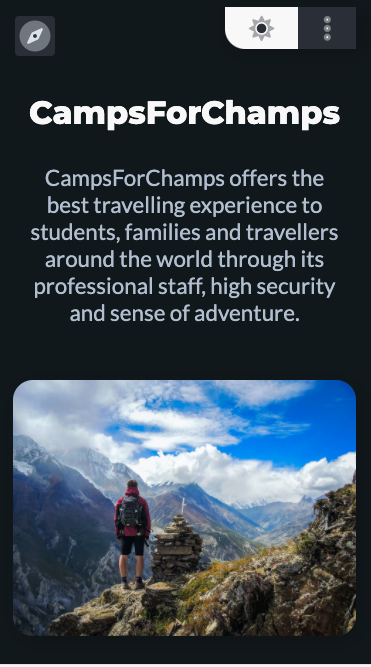 CampsForChamps
CampsForChamps offers the
best travelling experience to
students, families and travellers
around the world through its
professional staff, high security
and sense of adventure.